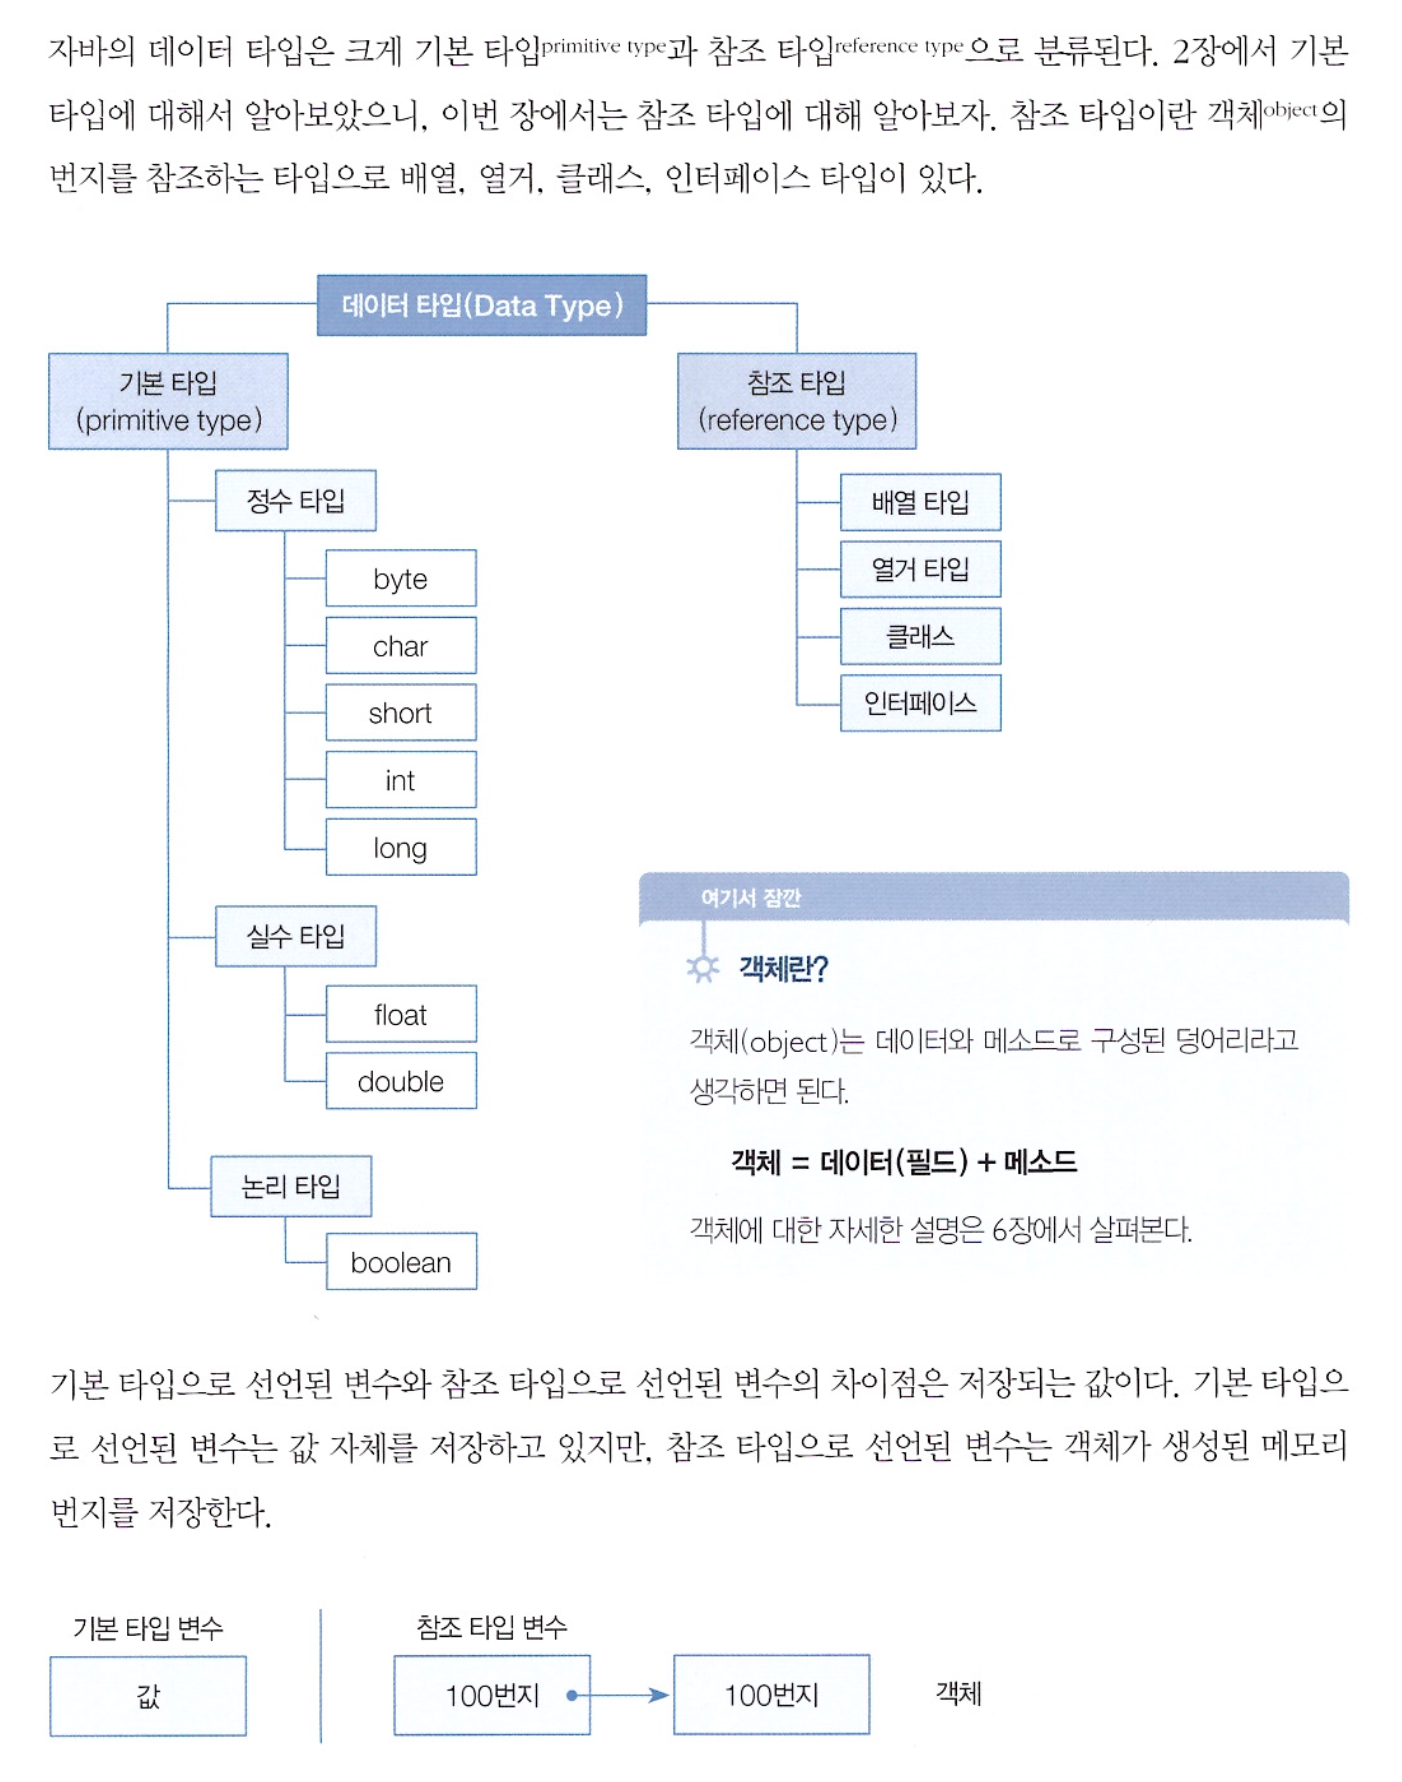 자바의 데이터 타입은 크게 기본 타입primitive type과 참조 타입reference type으로 분류된다. 2장에서 기본
타입에 대해서 알아보았으니, 이번 장에서는 참조 타입에 대해 알아보자. 참조 타입이란 객체object의
번지를 참조하는 타입으로 배열, 열거, 클래스, 인터페이스 타입이 있다.
데이터 타입(Data Type)
기본 타입
(primitive type)
정수 타입
byte
char
short
int
long
실수 타입
float
double
논리 타입
boolean
참조 타입
(reference type)
배열 타입
열거 타입
클래스
인터페이스
여기서 잠깐
객체란?
객체(object)는 데이터와 메소드로 구성된 덩어리라고
생각하면 된다.
객체 = 데이터(필드) + 메소드
객체에 대한 자세한 설명은 6장에서 살펴본다.
기본 타입으로 선언된 변수와 참조 타입으로 선언된 변수의 차이점은 저장되는 값이다. 기본 타입으
로 선언된 변수는 값 자체를 저장하고 있지만, 참조 타입으로 선언된 변수는 객체가 생성된 메모리
번지를 저장한다.
기본 타입 변수
값
참조 타입 변수
100번지
100번지
객체